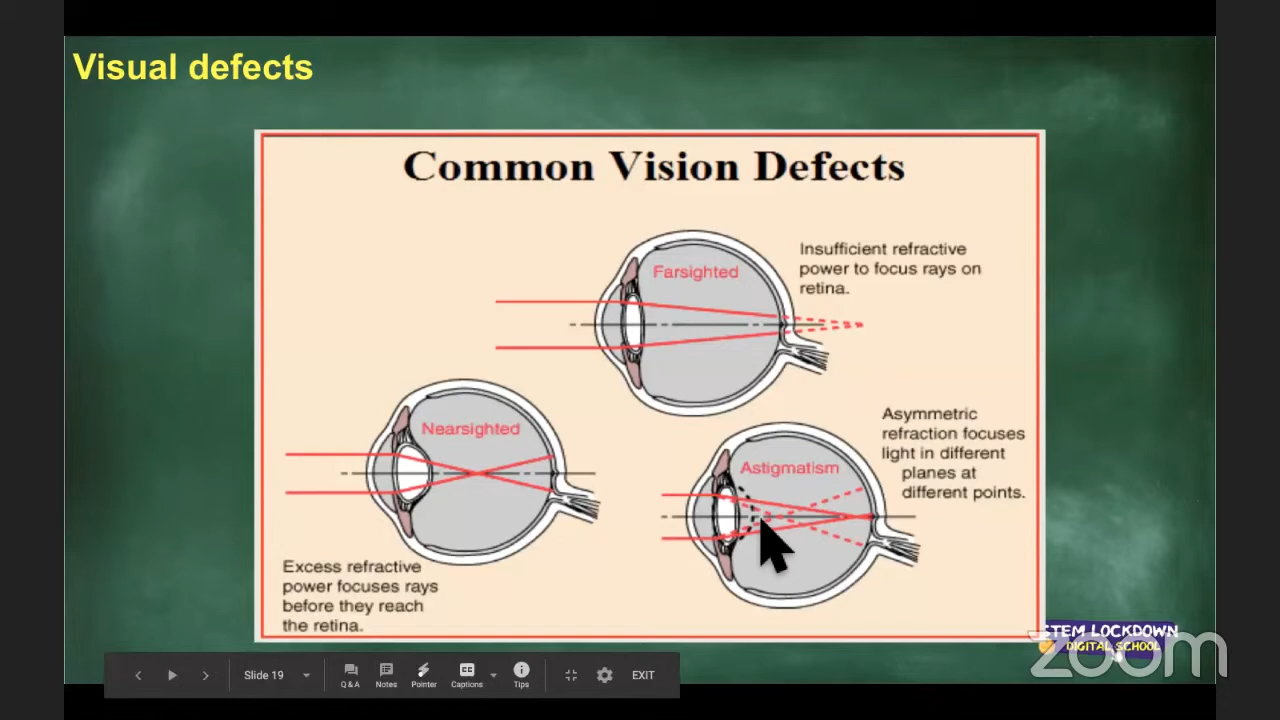 Visual defects
Common Vision Defects
Farsighted
Insufficient refractive
power to focus rays on
retina.
Nearsighted
Excess refractive
power focuses rays
before they reach
the retina.
Astigmatism
Asymmetric
refraction focuses
light in different
planes at
different points.
STEM LOCKDOWN
DIGITAL SCHOOL
zoom
Slide 19
Q&A
Notes
Pointer
CC
Captions
Tips
EXIT